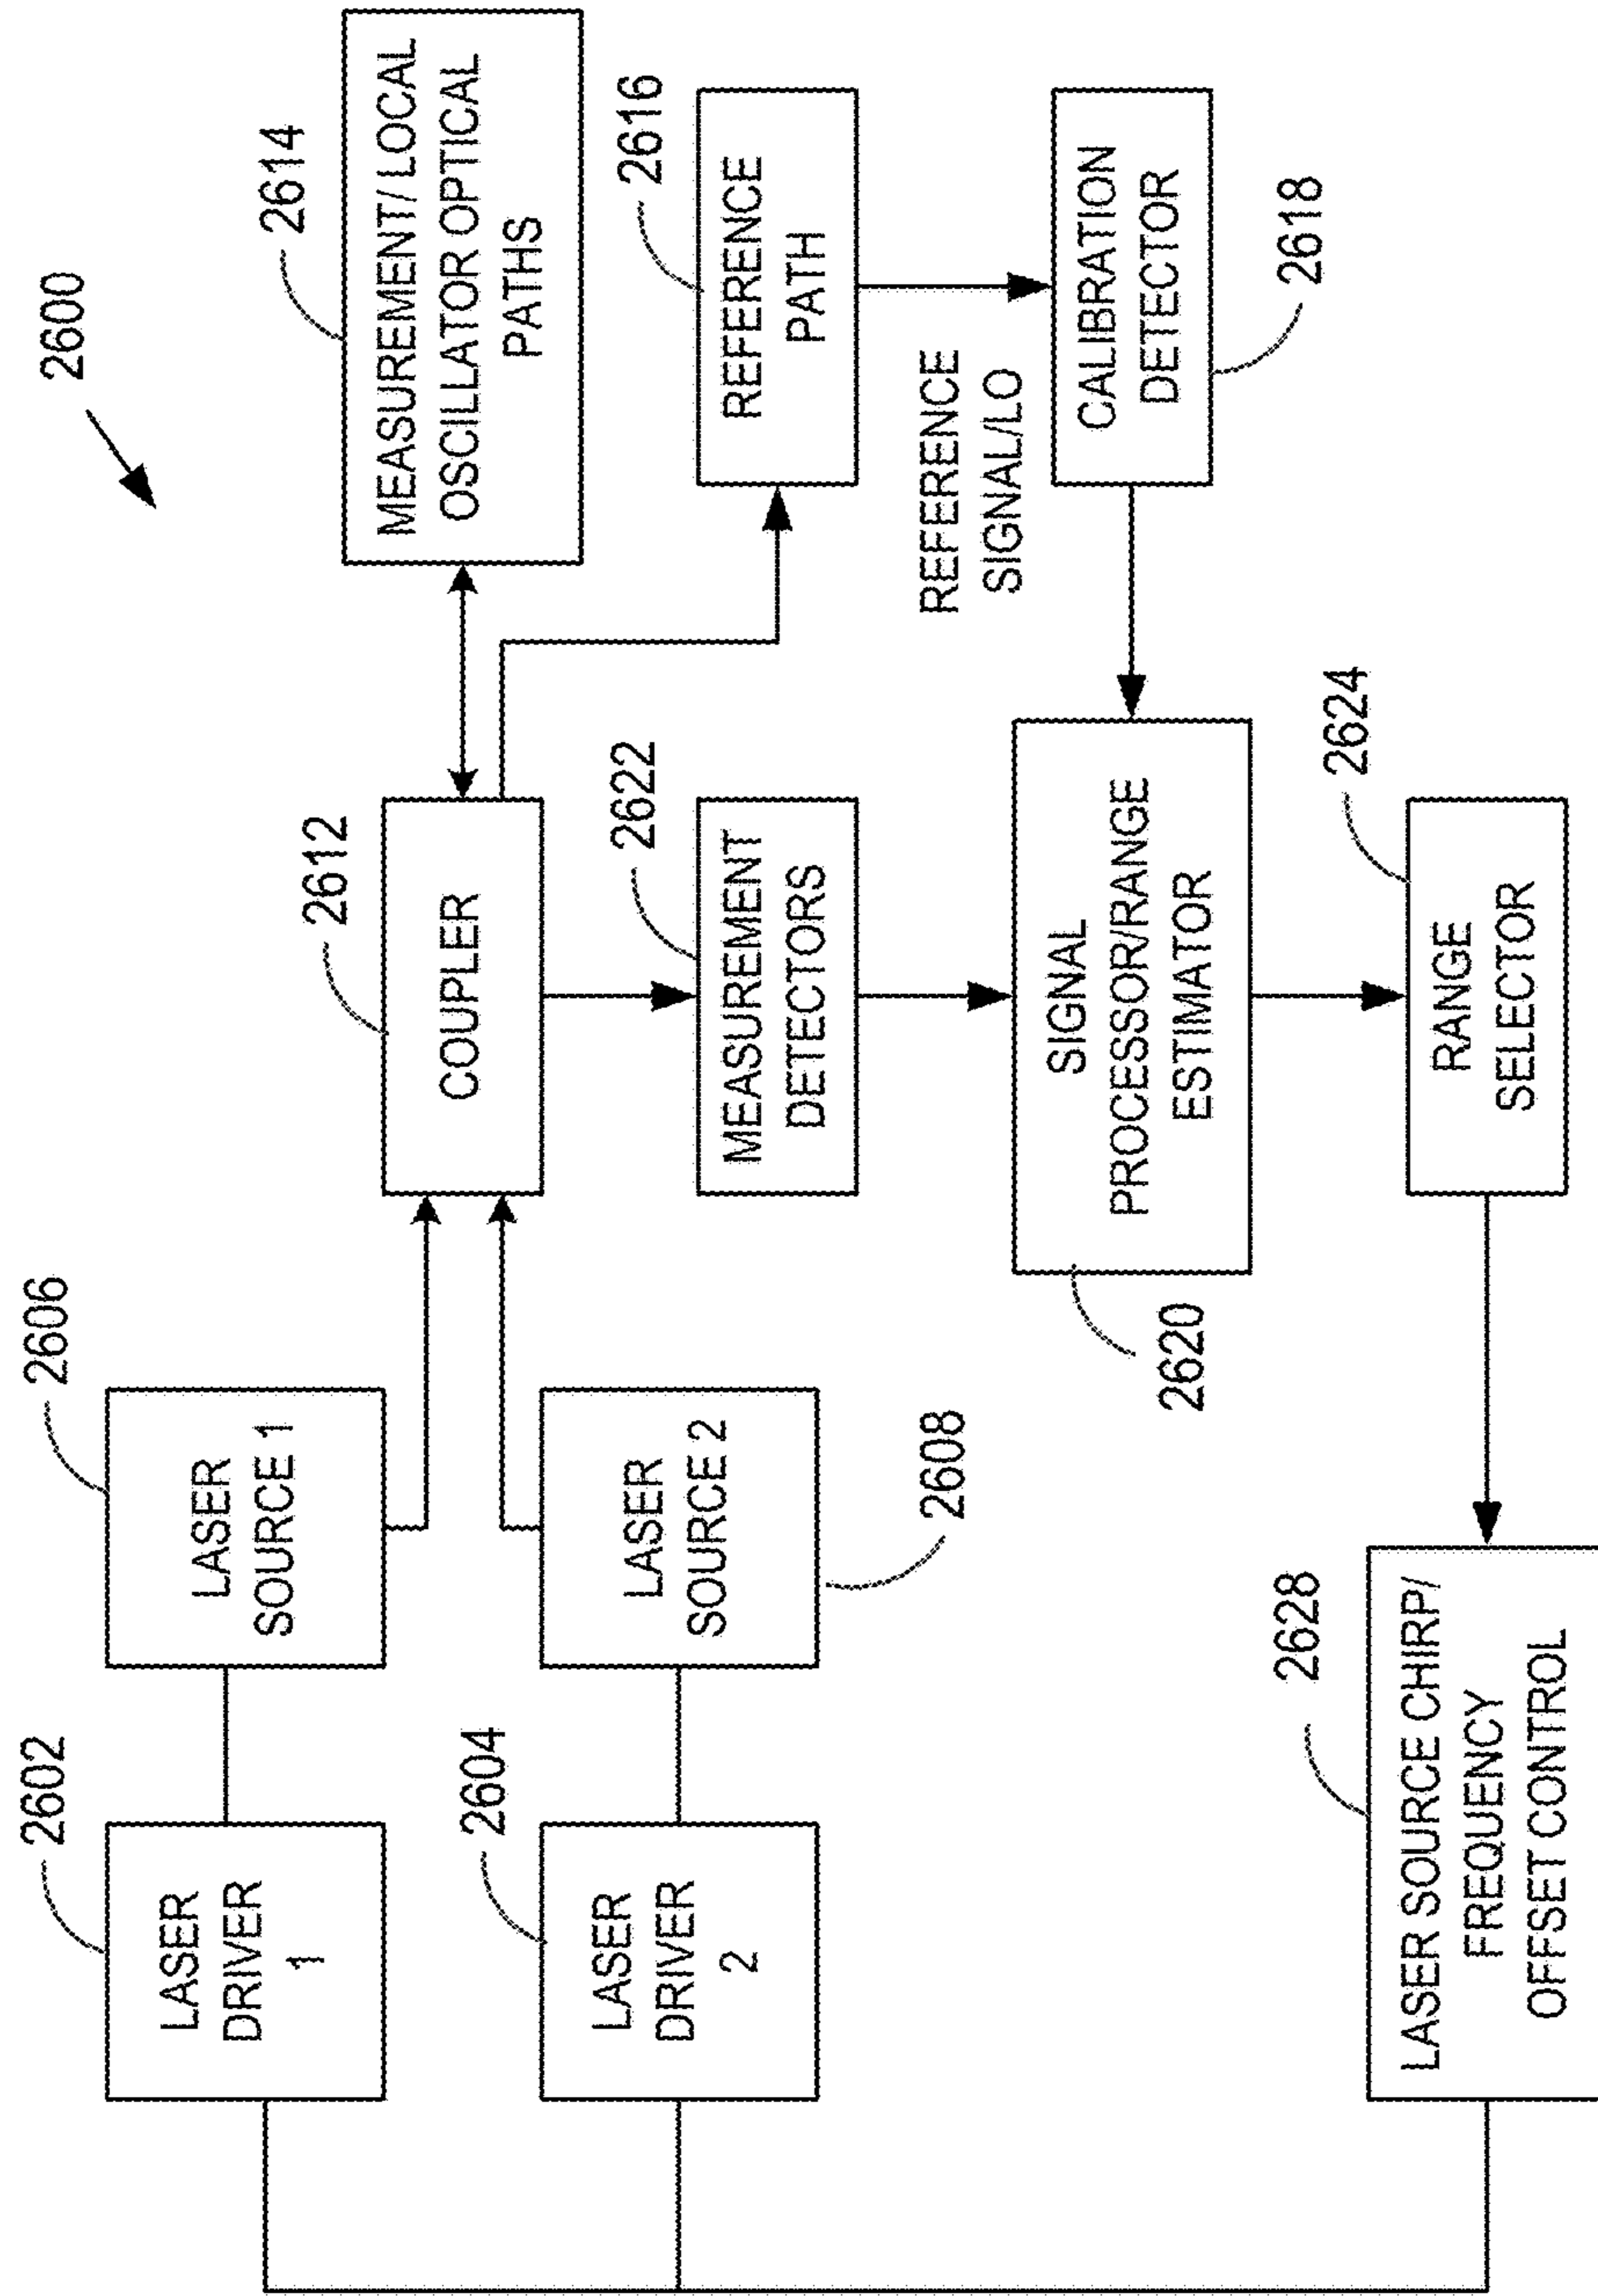 2600
2602
LASER
DRIVER
1
2606
LASER
SOURCE 1
2604
LASER
DRIVER
2
LASER
SOURCE 2
2608
2612
COUPLER
2614
MEASUREMENT/ LOCAL
OSCILLATOR OPTICAL
PATHS
2622
MEASUREMENT
DETECTORS
2616
REFERENCE
PATH
REFERENCE
SIGNAL/LO
CALIBRATION
DETECTOR
2618
SIGNAL
PROCESSOR/RANGE
ESTIMATOR
2620
2624
RANGE
SELECTOR
2628
LASER SOURCE CHIRP/
FREQUENCY
OFFSET CONTROL